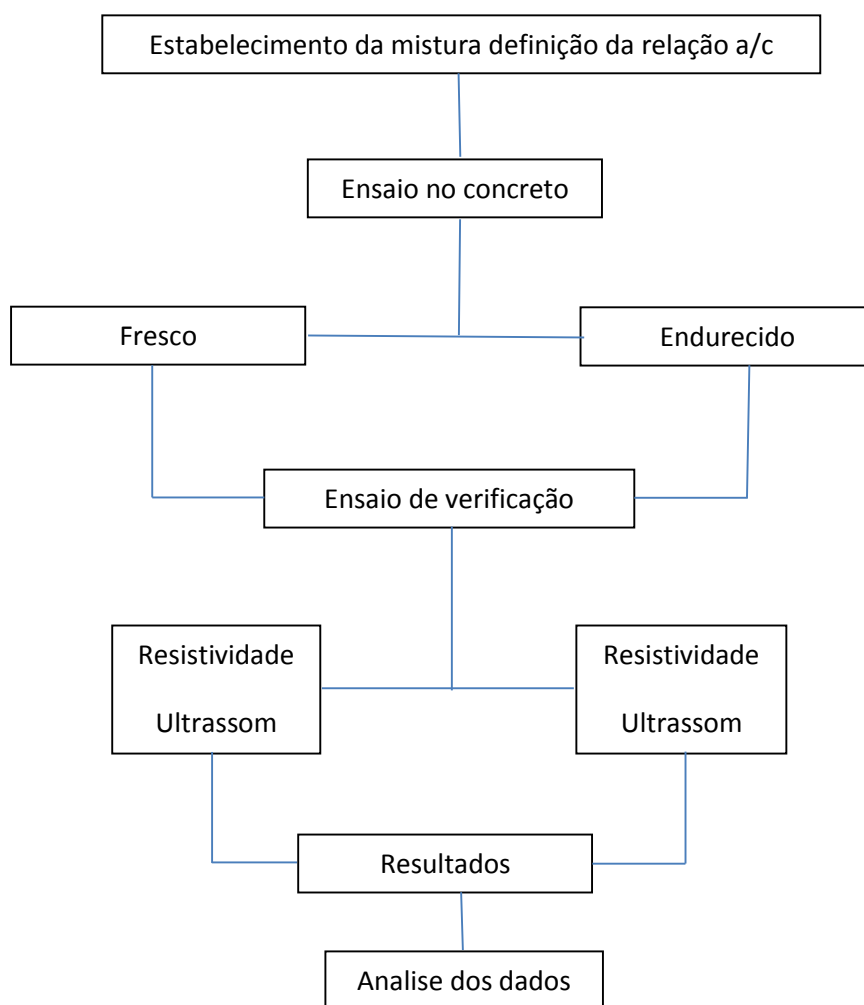 Estabelecimento da mistura definição da relação a/c
Ensaio no concreto
Fresco
Endurecido
Ensaio de verificação
Resistividade
Ultrassom
Resistividade
Ultrassom
Resultados
Analise dos dados